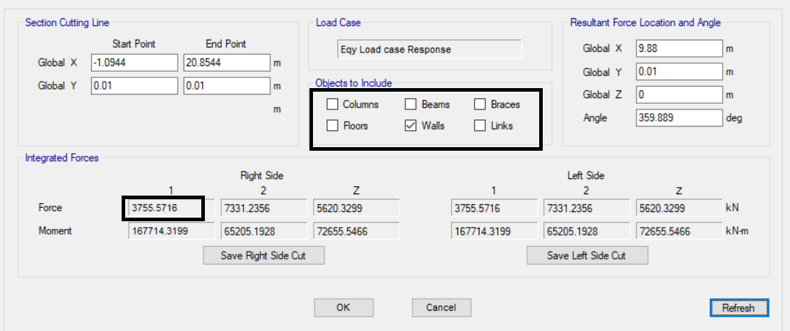 Section Cutting Line
Start Point End Point
Global X -1.0944 20.8544 m
Global Y 0.01 0.01 m
m
Load Case
Eqy Load case Response
Objects to Include
Columns Beams Braces
Floors Walls Links
Resultant Force Location and Angle
Global X 9.88 m
Global Y 0.01 m
Global Z 0 m
Angle 359.889 deg
Integrated Forces
Right Side Left Side
1 2 Z 1 2 Z
Force 3755.5716 7331.2356 5620.3299 3755.5716 7331.2356 5620.3299 kN
Moment 167714.3199 65205.1928 72655.5466 167714.3199 65205.1928 72655.5466 kN-m
Save Right Side Cut Save Left Side Cut
OK Cancel Refresh